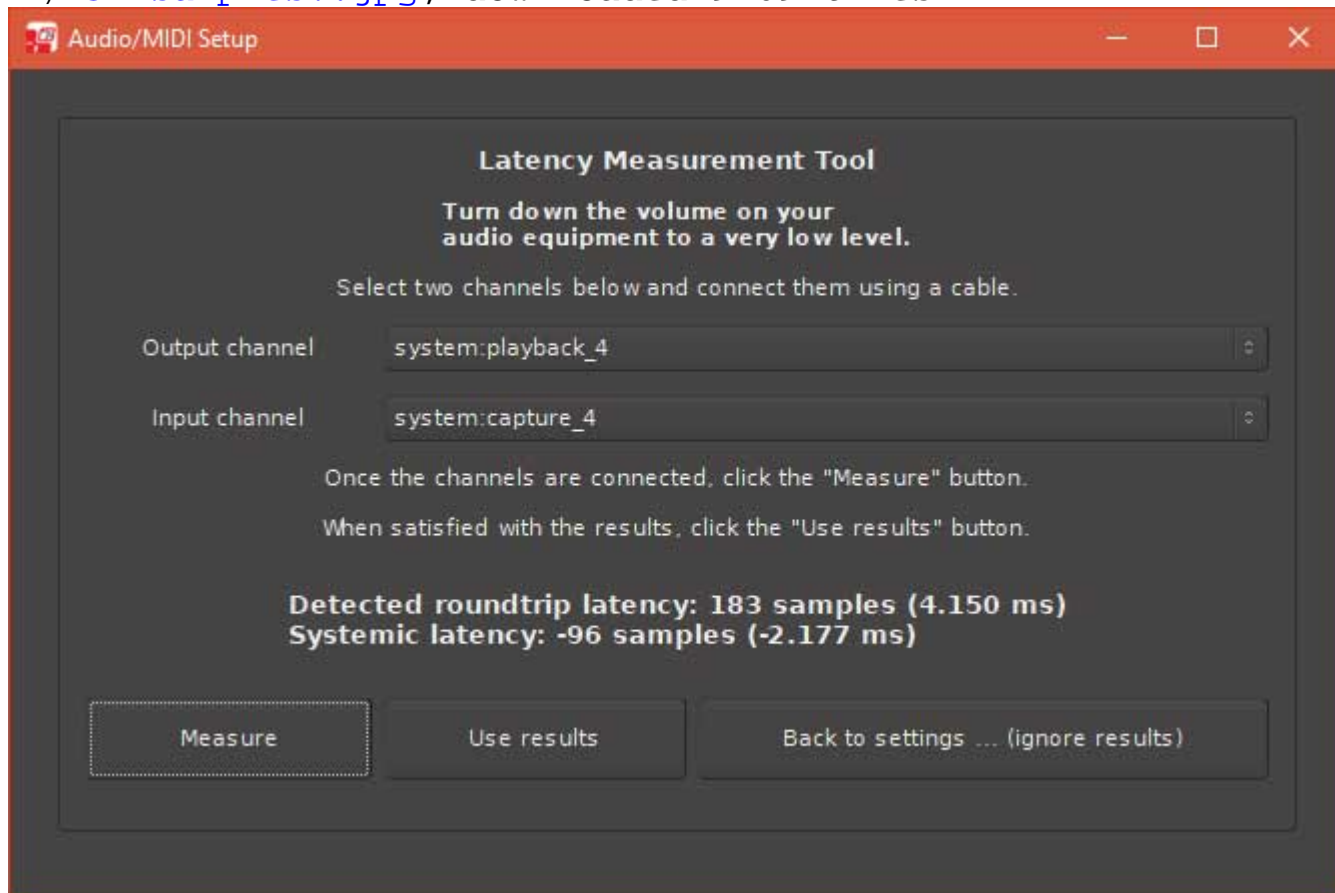 Audio/MIDI Setup
Latency Measurement Tool
Turn down the volume on your
audio equipment to a very low level.
Select two channels below and connect them using a cable.
Output channel system:playback_4
Input channel system:capture_4
Once the channels are connected, click the "Measure" button.
When satisfied with the results, click the "Use results" button.
Detected roundtrip latency: 183 samples (4.150 ms)
Systemic latency: -96 samples (-2.177 ms)
Measure Use results Back to settings ... (ignore results)